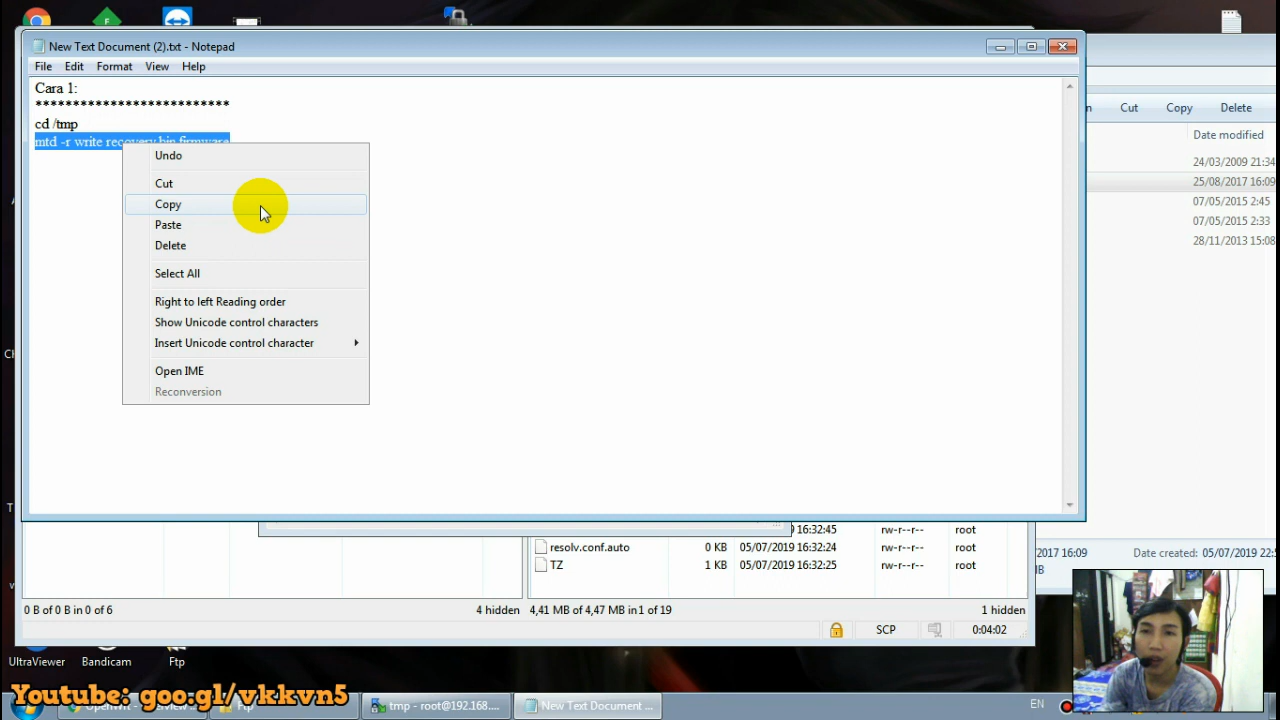 New Text Document (2).txt - Notepad
File Edit Format View Help
Cara 1:
**************************
cd /tmp
mtd -r write recovery.bin firmware
Undo
Cut
Copy
Paste
Delete
Select All
Right to left Reading order
Show Unicode control characters
Insert Unicode control character
Open IME
Reconversion
Cut Copy Delete
Date modified
24/03/2009 21:34
25/08/2017 16:09
07/05/2015 2:45
07/05/2015 2:33
28/11/2013 15:08
16:32:45 rw-r--r-- root
resolv.conf.auto 0 KB 05/07/2019 16:32:24 rw-r--r-- root
TZ 1 KB 05/07/2019 16:32:25 rw-r--r-- root
2017 16:09 Date created: 05/07/2019 22:5
0 B of 0 B in 0 of 6 4 hidden 4,41 MB of 4,47 MB in 1 of 19 1 hidden
SCP 0:04:02
UltraViewer Bandicam Ftp
Youtube: goo.gl/vkkvn5
tmp - root@192.168.... New Text Document ... EN